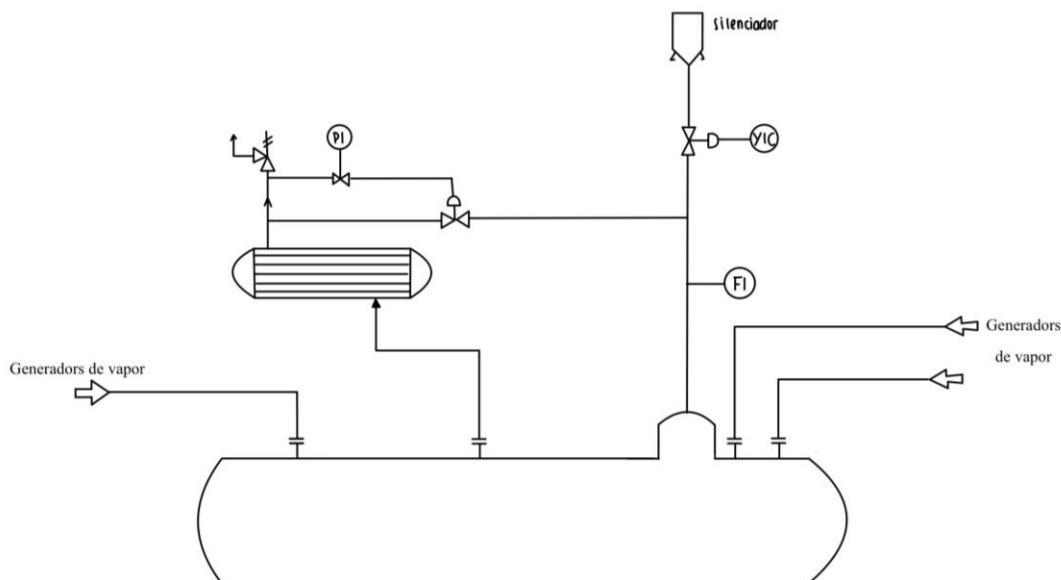 silenciador
PI
YIC
FI
Generadors
de vapor
Generadors de vapor